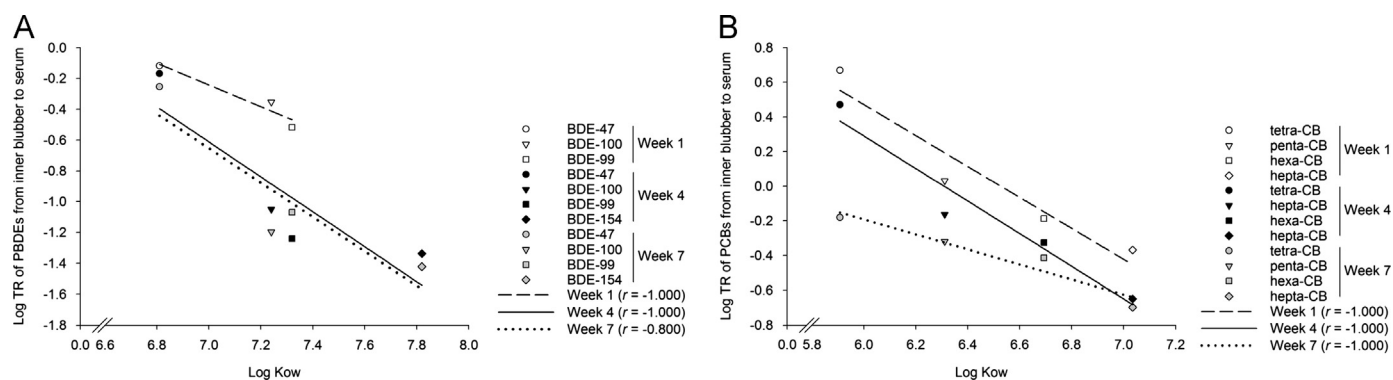 A
Log TR of PBDEs from inner blubber to serum
0.0
-0.2
-0.4
-0.6
-0.8
-1.0
-1.2
-1.4
-1.6
-1.8
0.0 6.6 6.8 7.0 7.2 7.4 7.6 7.8 8.0
Log Kow
BDE-47
BDE-100
BDE-99
Week 1
BDE-47
BDE-100
BDE-99
BDE-154
Week 4
BDE-47
BDE-100
BDE-99
BDE-154
Week 7
Week 1 (r = -1.000)
Week 4 (r = -1.000)
Week 7 (r = -0.800)
B
Log TR of PCBs from inner blubber to serum
0.8
0.6
0.4
0.2
0.0
-0.2
-0.4
-0.6
-0.8
0.0 5.8 6.0 6.2 6.4 6.6 6.8 7.0 7.2
Log Kow
tetra-CB
penta-CB
hexa-CB
hepta-CB
Week 1
tetra-CB
hepta-CB
hexa-CB
hepta-CB
Week 4
tetra-CB
penta-CB
hexa-CB
hepta-CB
Week 7
Week 1 (r = -1.000)
Week 4 (r = -1.000)
Week 7 (r = -1.000)